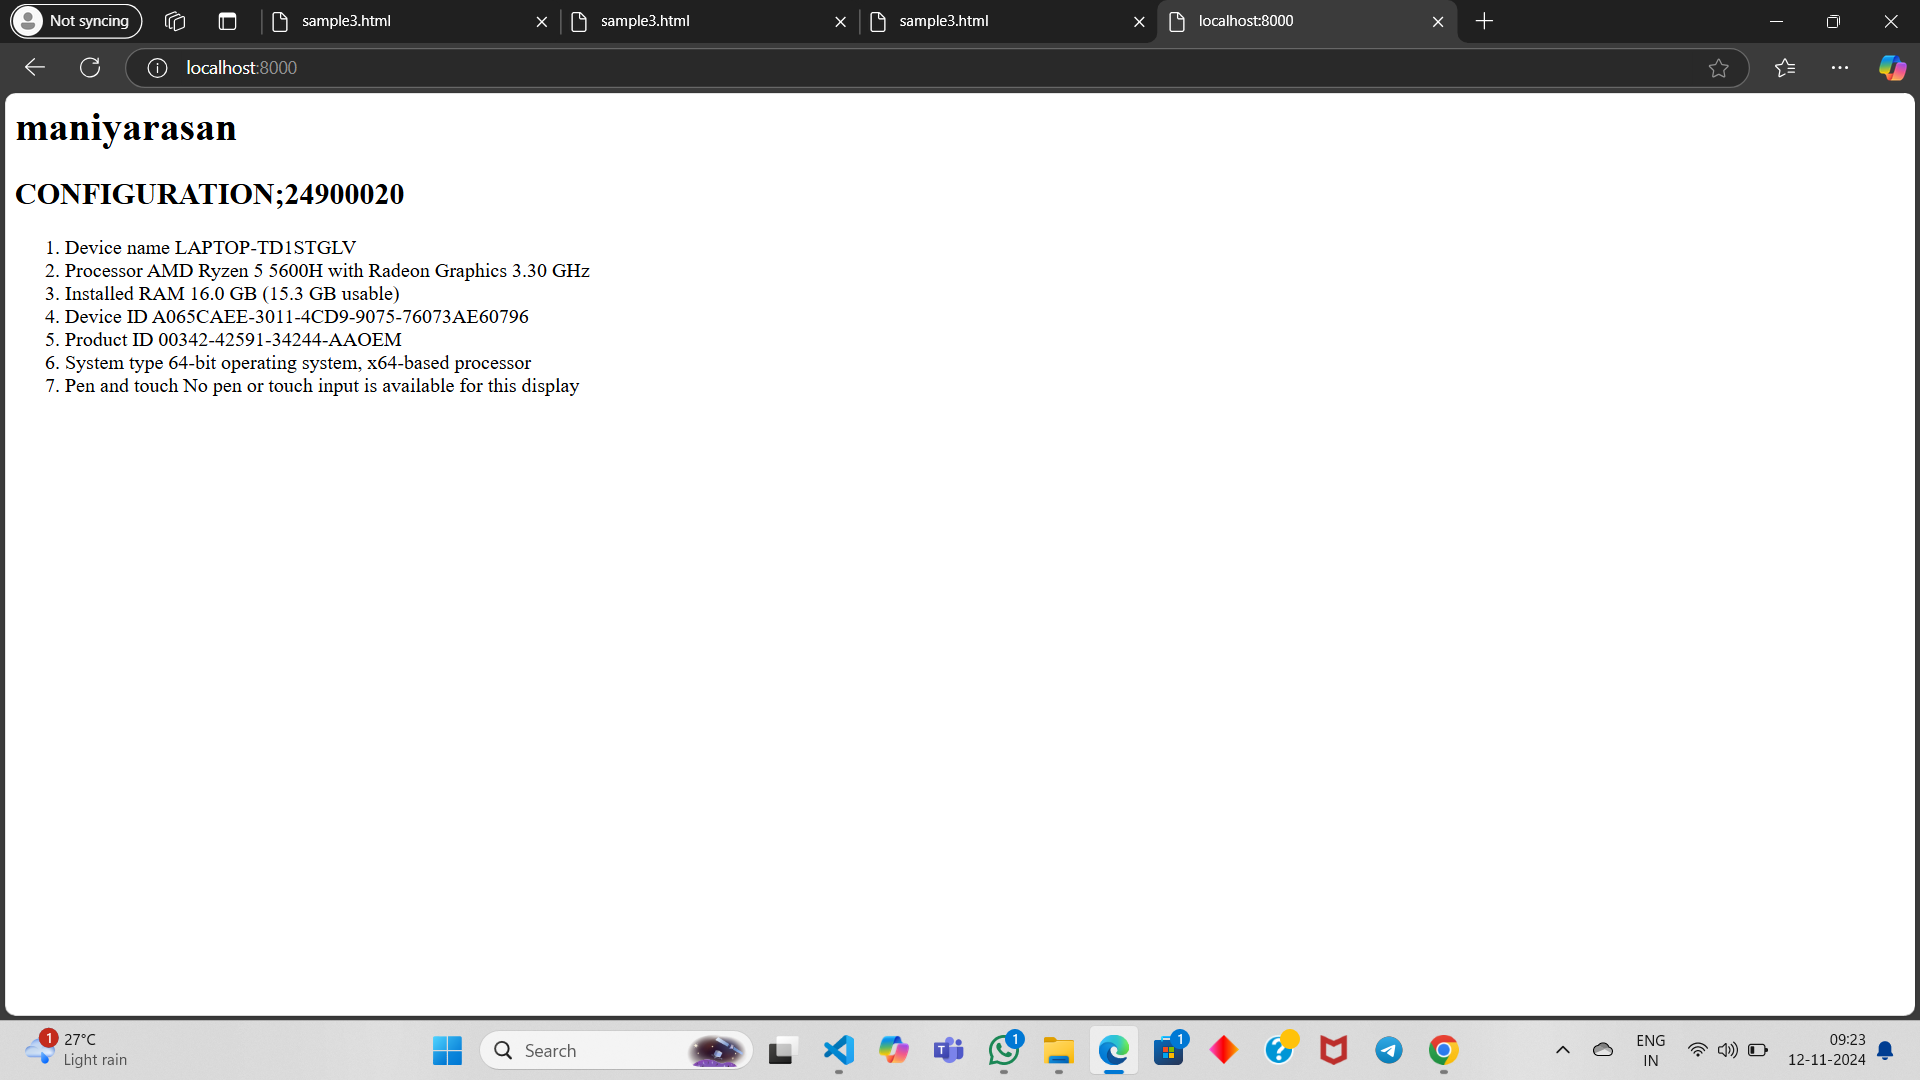 Not syncing
sample3.html
sample3.html
sample3.html
localhost:8000
localhost:8000
maniyarasan
CONFIGURATION;24900020
1. Device name LAPTOP-TD1STGLV
2. Processor AMD Ryzen 5 5600H with Radeon Graphics 3.30 GHz
3. Installed RAM 16.0 GB (15.3 GB usable)
4. Device ID A065CAEE-3011-4CD9-9075-76073AE60796
5. Product ID 00342-42591-34244-AAOEM
6. System type 64-bit operating system, x64-based processor
7. Pen and touch No pen or touch input is available for this display
1
27°C
Light rain
Search
1
1
ENG
IN
09:23
12-11-2024